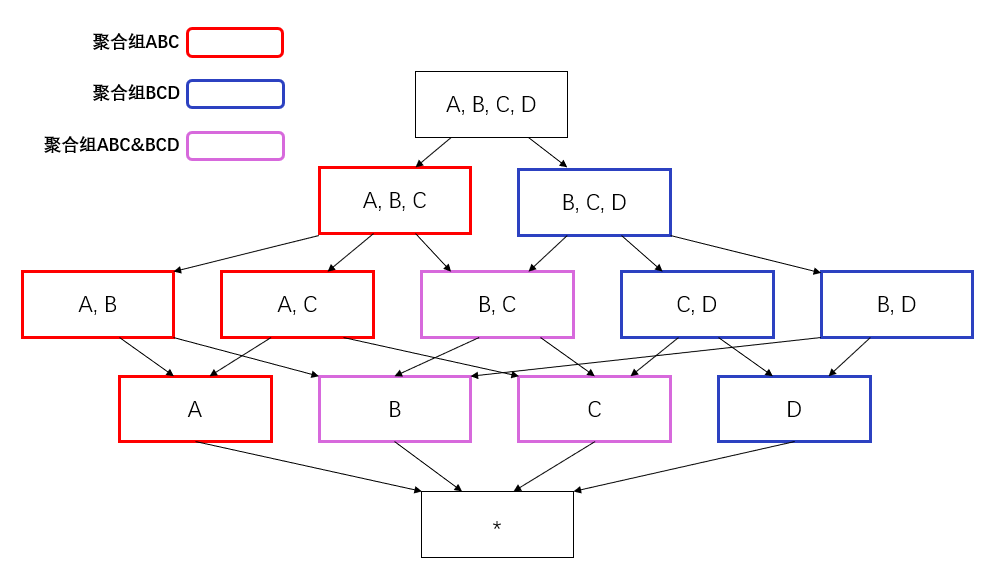 聚合组ABC
聚合组BCD
聚合组ABC&BCD
A, B, C, D
A, B, C
B, C, D
A, B
A, C
B, C
C, D
B, D
A
B
C
D
*